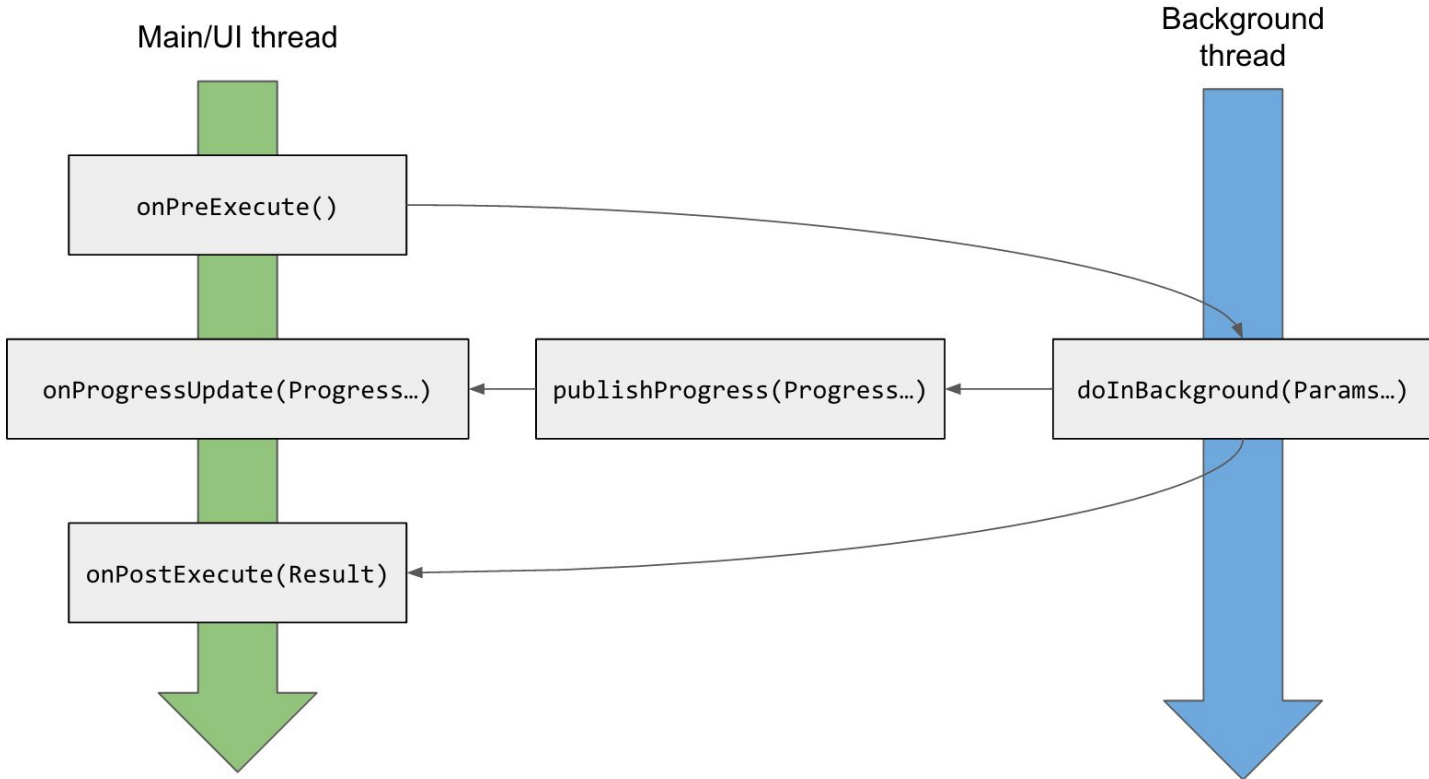 Main/UI thread
Background
thread
onPreExecute()
onProgressUpdate(Progress…)
publishProgress(Progress…)
doInBackground(Params…)
onPostExecute(Result)